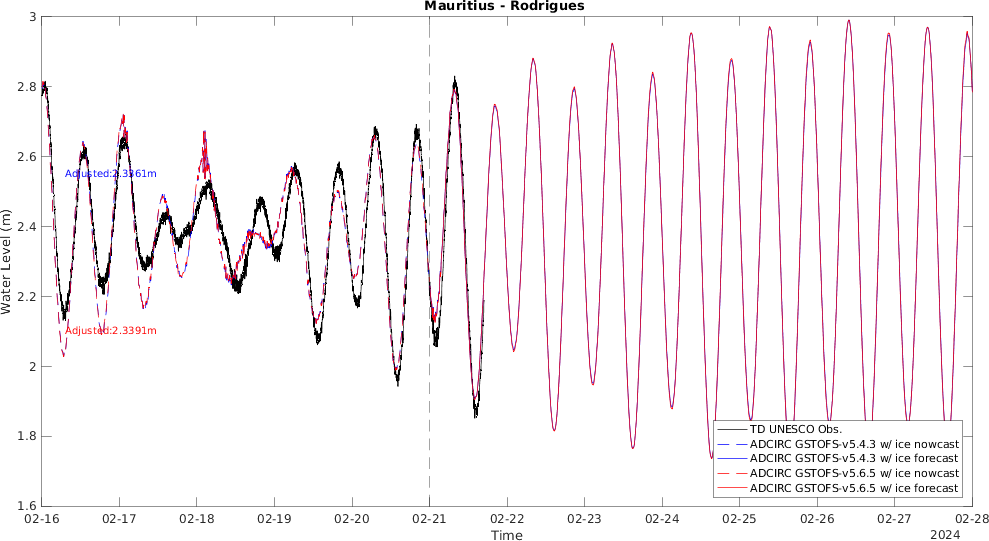 Mauritius - Rodrigues
Water Level (m)
3
2.8
2.6
2.4
2.2
2
1.8
1.6
Adjusted:2.3361m
Adjusted:2.3391m
TD UNESCO Obs.
ADCIRC GSTOFS-v5.4.3 w/ ice nowcast
ADCIRC GSTOFS-v5.4.3 w/ ice forecast
ADCIRC GSTOFS-v5.6.5 w/ ice nowcast
ADCIRC GSTOFS-v5.6.5 w/ ice forecast
02-16 02-17 02-18 02-19 02-20 02-21 02-22 02-23 02-24 02-25 02-26 02-27 02-28
Time
2024